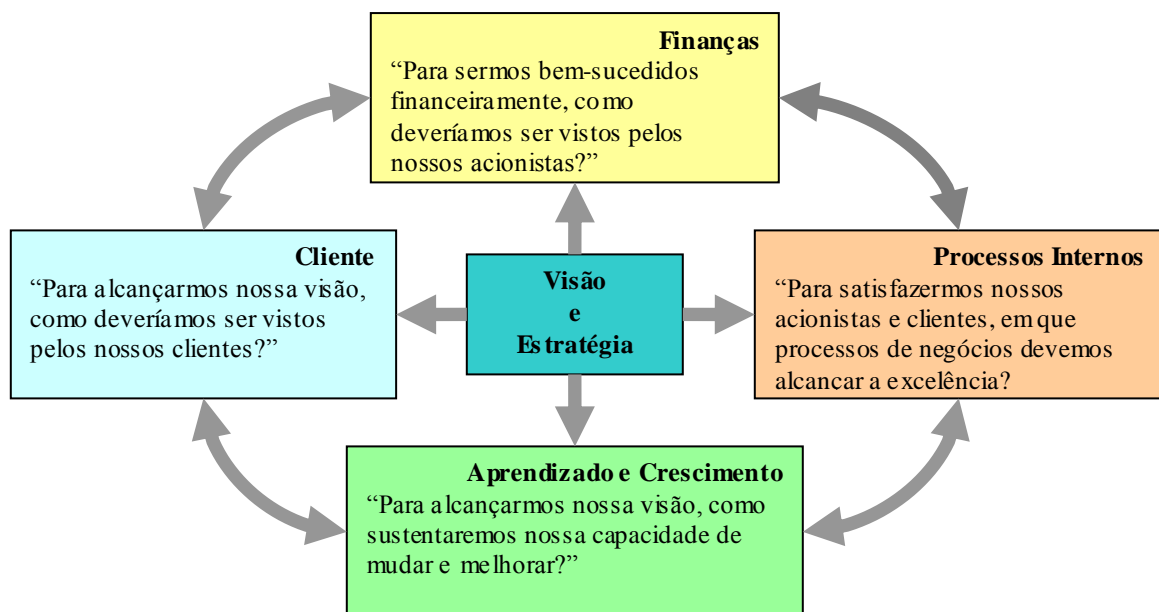 Finanças
“Para sermos bem-sucedidos
financeiramente, como
deveríamos ser vistos pelos
nossos acionistas?”
Cliente
“Para alcançarmos nossa visão,
como deveríamos ser vistos
pelos nossos clientes?”
Visão
e
Estratégia
Processos Internos
“Para satisfazermos nossos
acionistas e clientes, em que
processos de negócios devemos
alcancar a excelência?
Aprendizado e Crescimento
“Para alcançarmos nossa visão, como
sustentaremos nossa capacidade de
mudar e melhorar?”